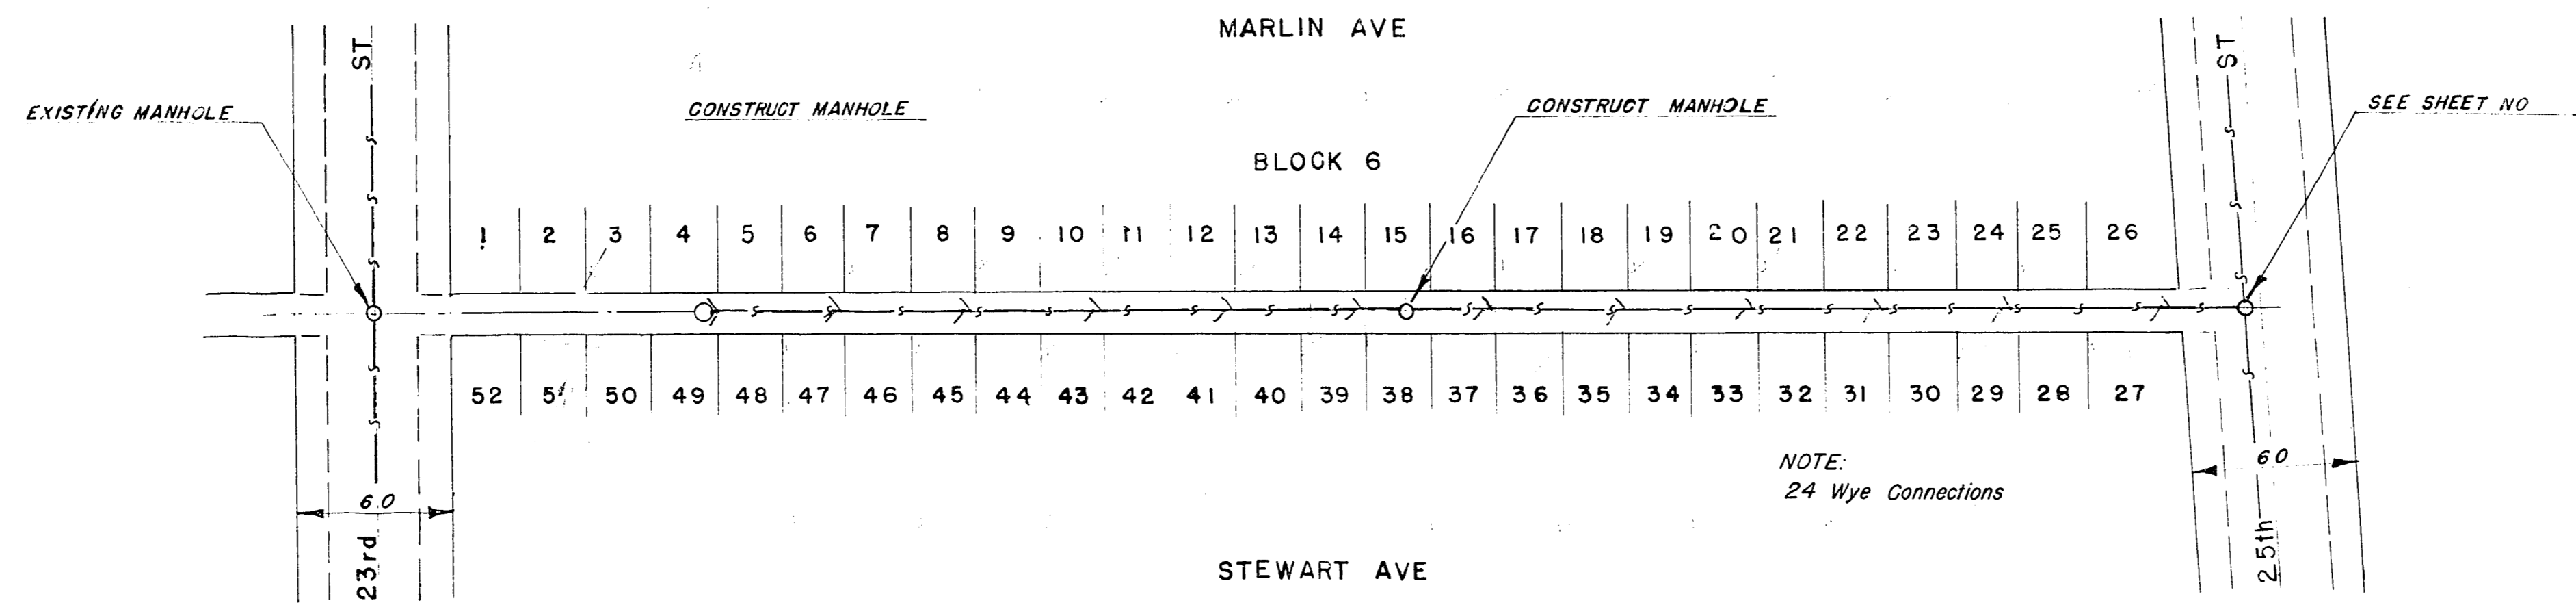 MARLIN AVE
ST
ST
EXISTING MANHOLE
CONSTRUCT MANHOLE
CONSTRUCT MANHOLE
SEE SHEET NO
BLOCK 6
1 2 3 4 5 6 7 8 9 10 11 12 13 14 15 16 17 18 19 20 21 22 23 24 25 26
S S S S S S S S S S S S S S S S S S S S
52 51 50 49 48 47 46 45 44 43 42 41 40 39 38 37 36 35 34 33 32 31 30 29 28 27
NOTE:
24 Wye Connections
60
60
23rd
25th
STEWART AVE